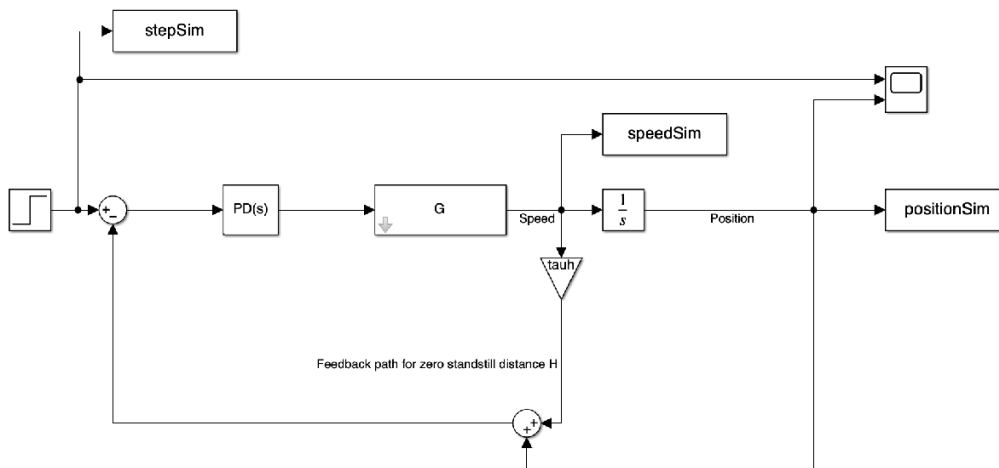 stepSim
speedSim
+
−
PD(s)
G
Speed
1
s
Position
positionSim
tauh
Feedback path for zero standstill distance H
+
+